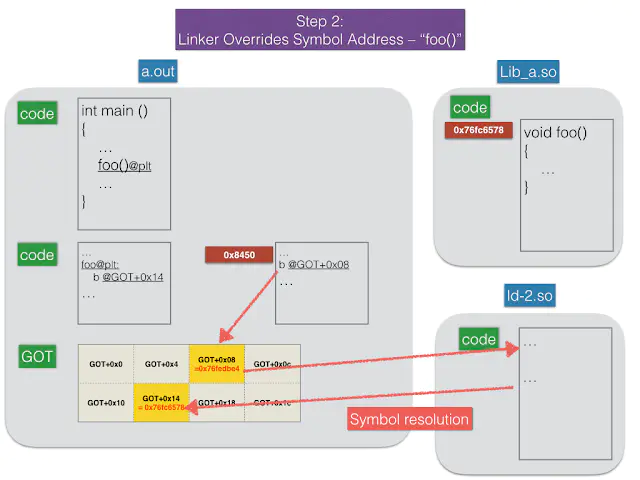 Step 2:
Linker Overrides Symbol Address – “foo()”
a.out
code
int main ()
{
…
foo()@plt
…
}
code
…
foo@plt:
b @GOT+0x14
…
0x8450
…
b @GOT+0x08
…
GOT
GOT+0x0
GOT+0x4
GOT+0x08
=0x76fedbe4
GOT+0x0c
GOT+0x10
GOT+0x14
= 0x76fc6578
GOT+0x18
GOT+0x1c
Lib_a.so
code
0x76fc6578
void foo()
{
…
}
ld-2.so
code
…
…
Symbol resolution